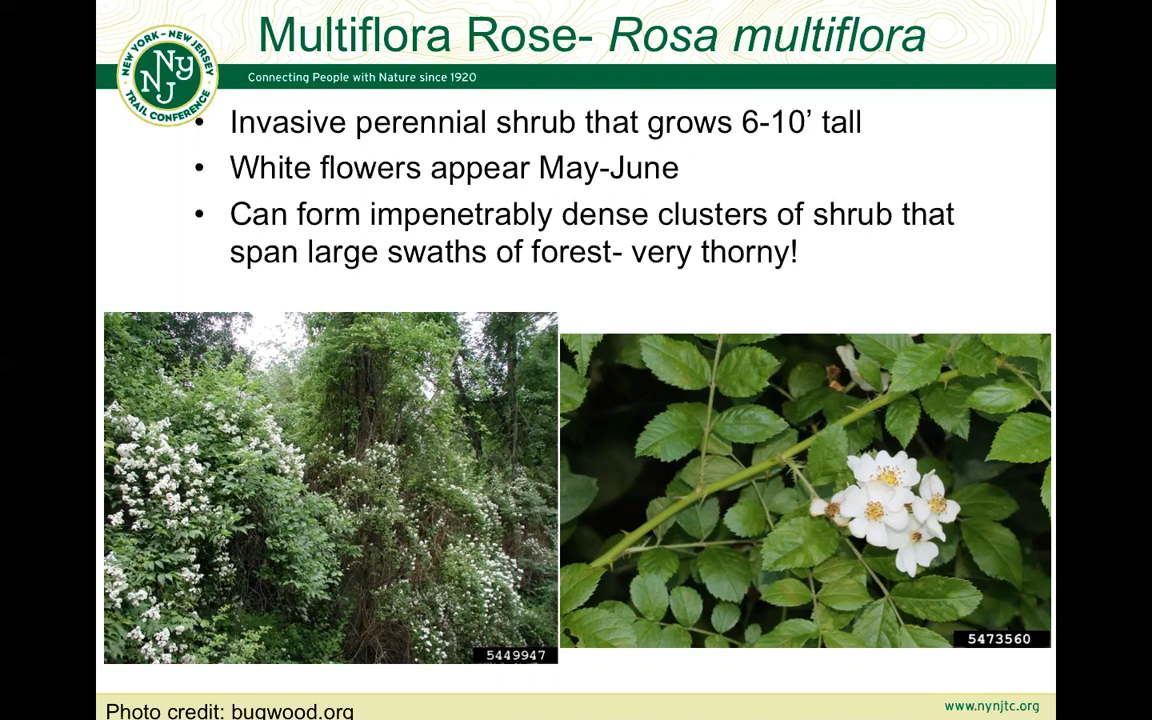 Multiflora Rose- Rosa multiflora
NEW YORK - NEW JERSEY
NY
NJ
TRAIL CONFERENCE
Connecting People with Nature since 1920
• Invasive perennial shrub that grows 6-10’ tall
• White flowers appear May-June
• Can form impenetrably dense clusters of shrub that
span large swaths of forest- very thorny!
5449947
5473560
Photo credit: bugwood.org
www.nynjtc.org